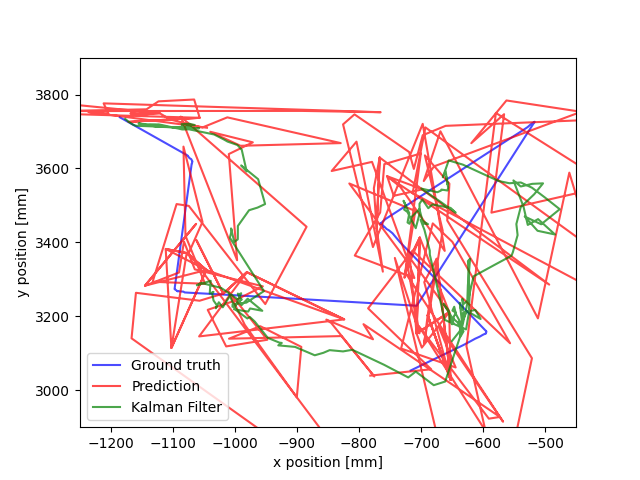 3800
3600
3400
3200
3000
y position [mm]
Ground truth
Prediction
Kalman Filter
−1200 −1100 −1000 −900 −800 −700 −600 −500
x position [mm]